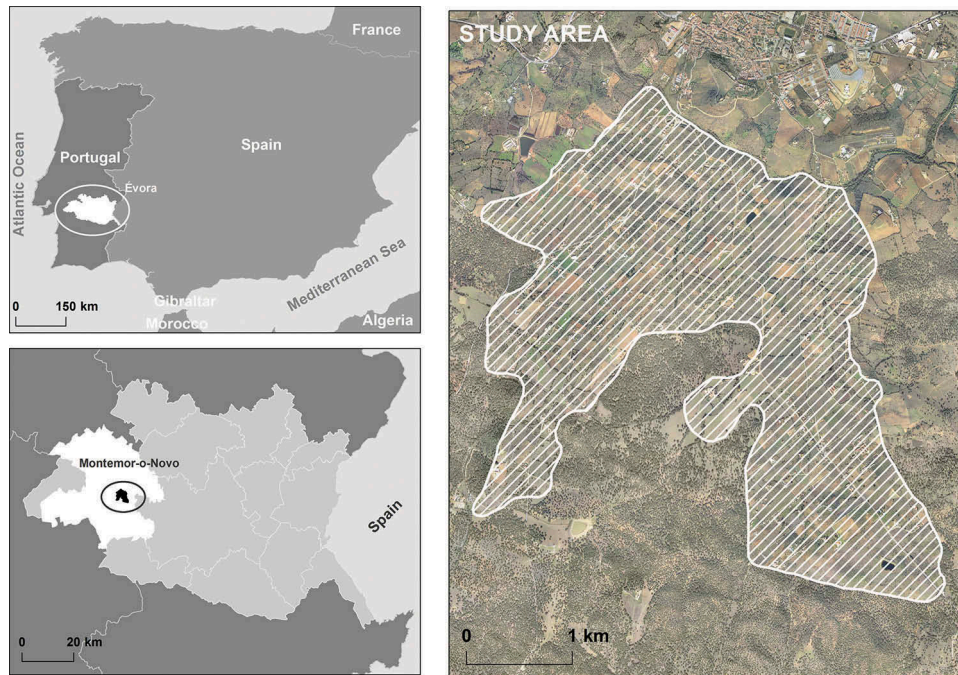 France
Portugal
Spain
Évora
Atlantic Ocean
Mediterranean Sea
Gibraltar
Morocco
Algeria
0 150 km
Montemor-o-Novo
Spain
0 20 km
STUDY AREA
0 1 km